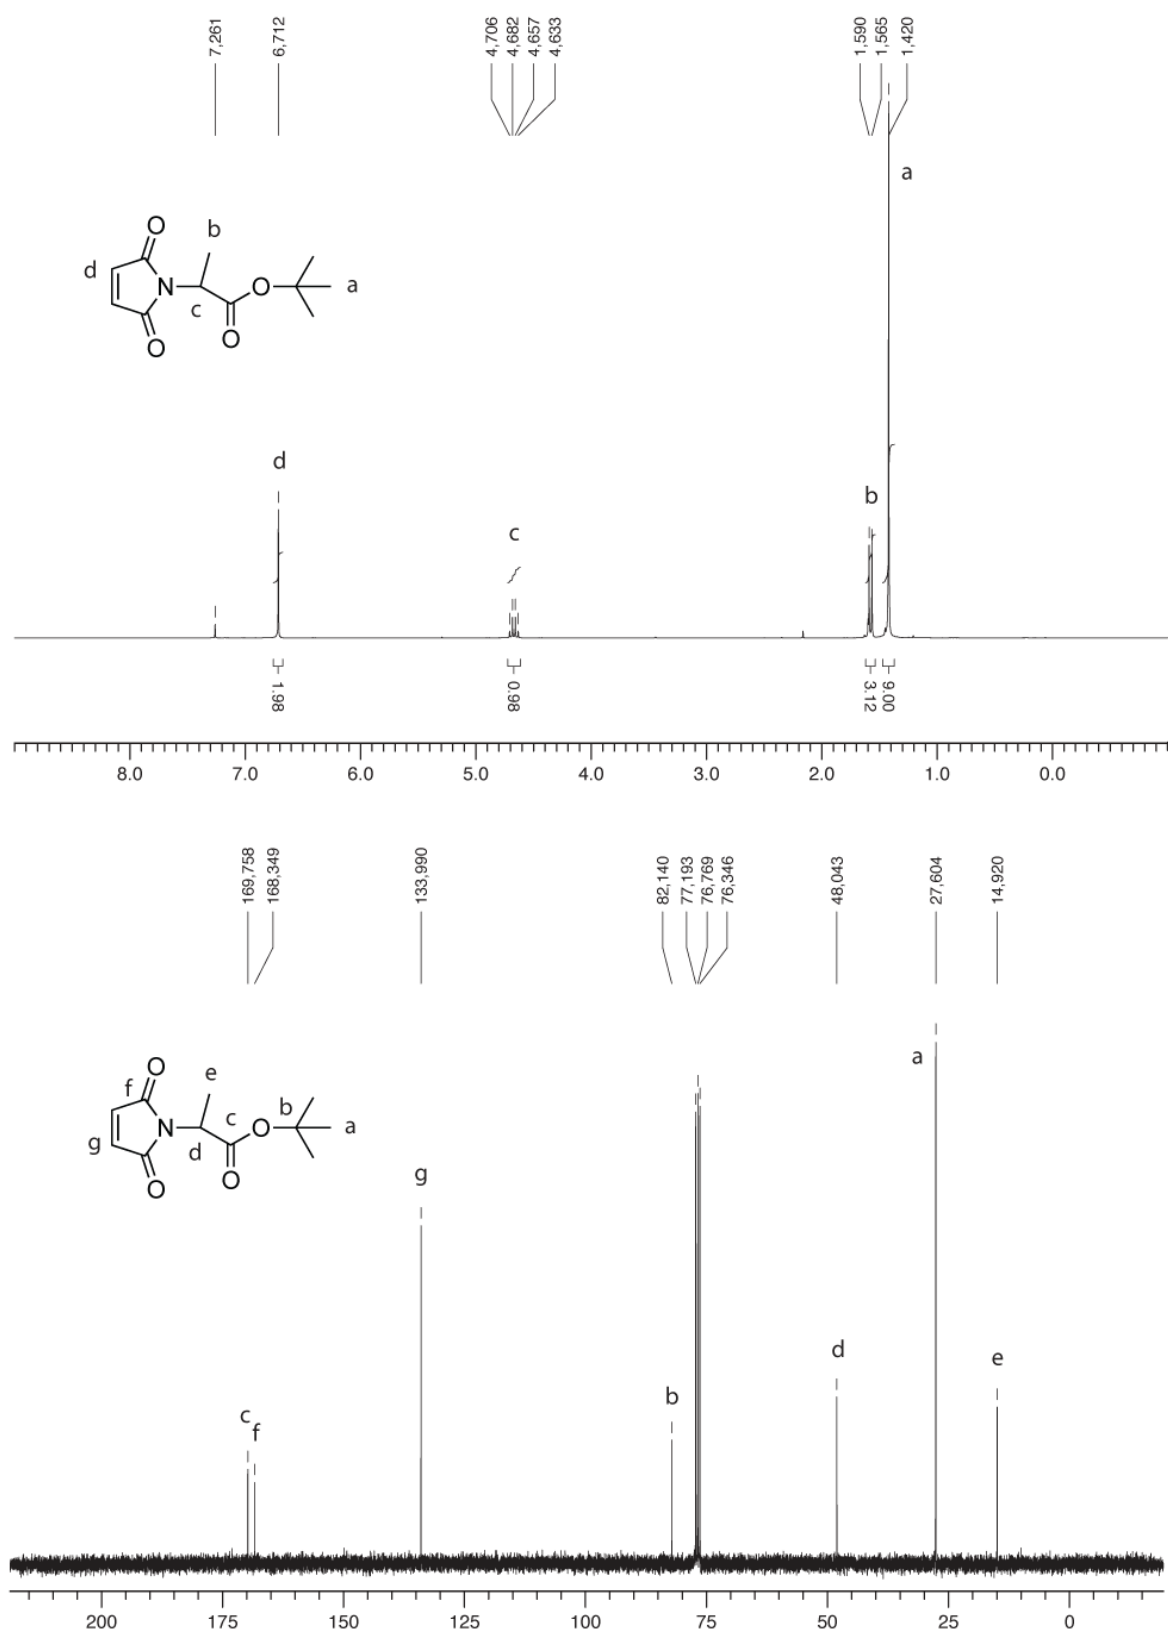 7,261
6,712
4,706
4,682
4,657
4,633
1,590
1,565
1,420
a
O
b
d
N
O
a
c
O
O
d
b
c
1.98
0.98
3.12
9.00
8.0 7.0 6.0 5.0 4.0 3.0 2.0 1.0 0.0
169,758
168,349
133,990
82,140
77,193
76,769
76,346
48,043
27,604
14,920
a
O
e
f
c
b
N
O
a
g
d
O
O
g
d
e
b
c
f
200 175 150 125 100 75 50 25 0